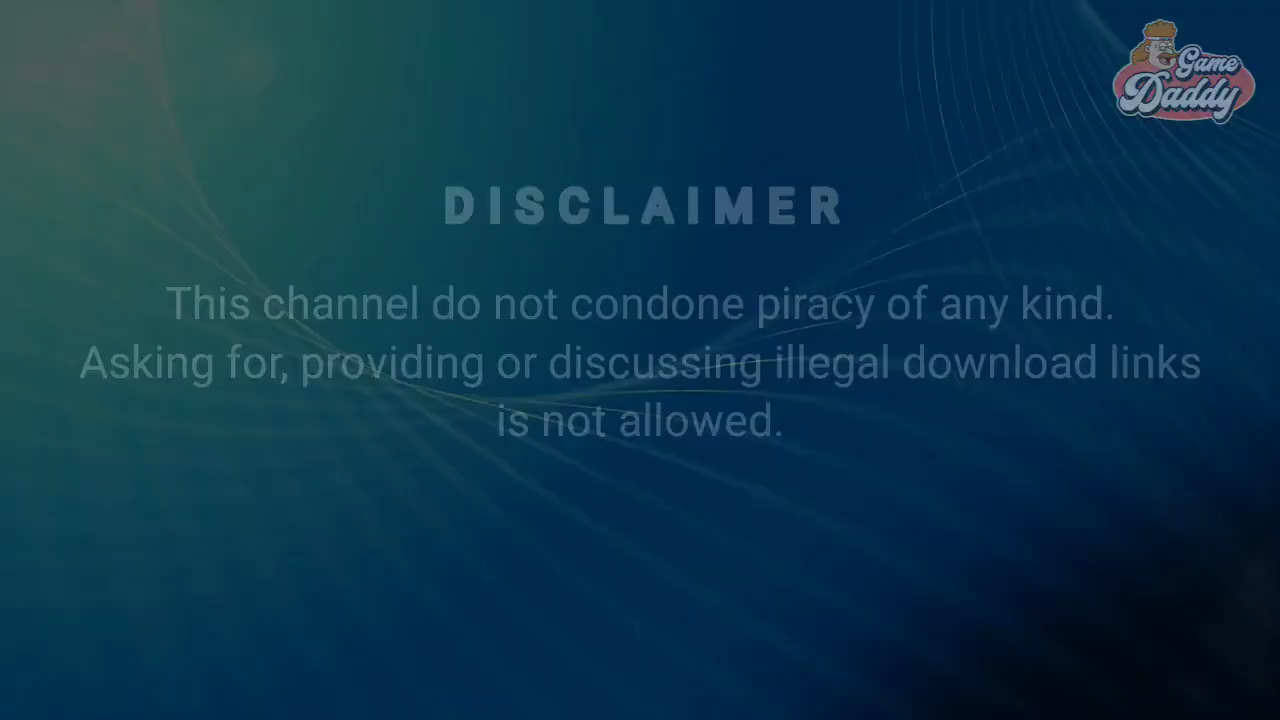 Game
Daddy
DISCLAIMER
This channel do not condone piracy of any kind.
Asking for, providing or discussing illegal download links
is not allowed.